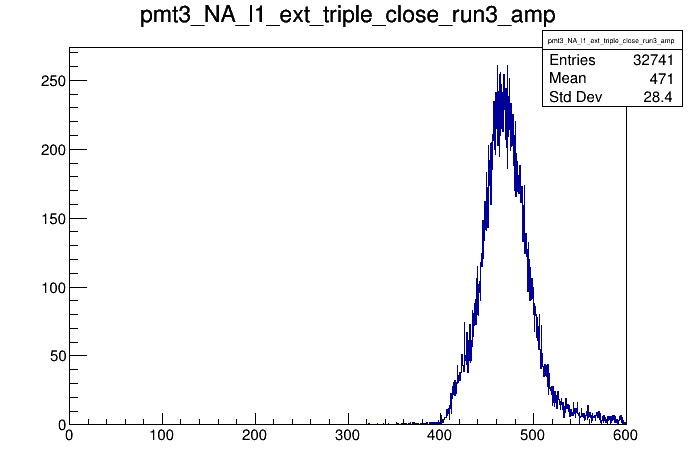 pmt3_NA_l1_ext_triple_close_run3_amp
pmt3_NA_l1_ext_triple_close_run3_amp
Entries 32741
Mean 471
Std Dev 28.4
250
200
150
100
50
0
0 100 200 300 400 500 600